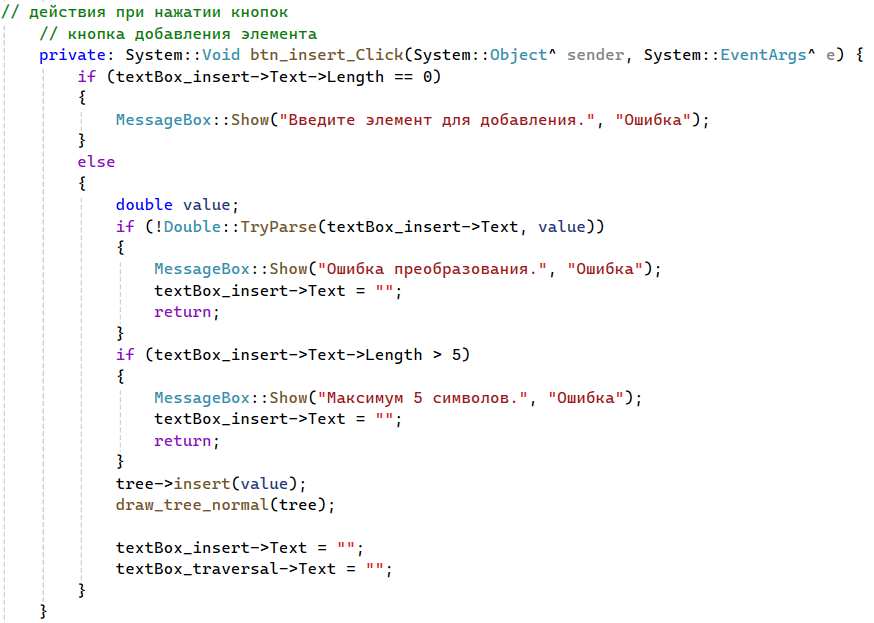 // действия при нажатии кнопок
// кнопка добавления элемента
private: System::Void btn_insert_Click(System::Object^ sender, System::EventArgs^ e) {
if (textBox_insert->Text->Length == 0)
{
MessageBox::Show("Введите элемент для добавления.", "Ошибка");
}
else
{
double value;
if (!Double::TryParse(textBox_insert->Text, value))
{
MessageBox::Show("Ошибка преобразования.", "Ошибка");
textBox_insert->Text = "";
return;
}
if (textBox_insert->Text->Length > 5)
{
MessageBox::Show("Максимум 5 символов.", "Ошибка");
textBox_insert->Text = "";
return;
}
tree->insert(value);
draw_tree_normal(tree);
textBox_insert->Text = "";
textBox_traversal->Text = "";
}
}